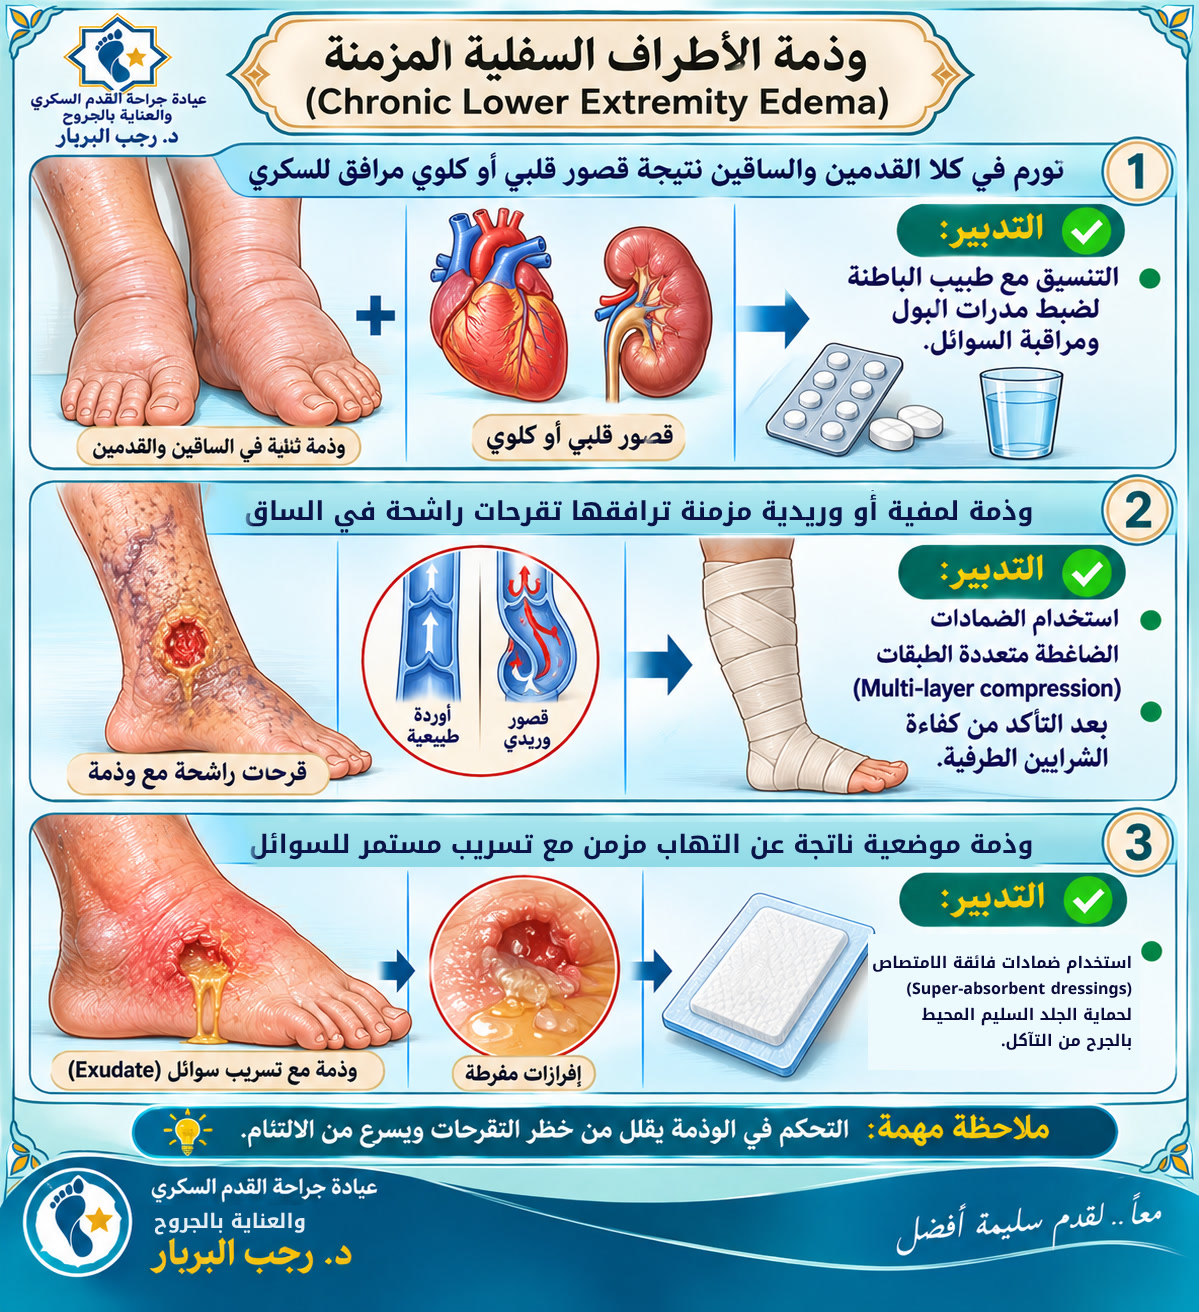 عيادة جراحة القدم السكري
والعناية بالجروح
د. رجب البربار
وذمة الأطراف السفلية المزمنة
(Chronic Lower Extremity Edema)
1
تورم في كلا القدمين والساقين نتيجة قصور قلبي أو كلوي مرافق للسكري
التدبير:
التنسيق مع طبيب الباطنة
لضبط مدرات البول
ومراقبة السوائل.
قصور قلبي أو كلوي
وذمة ثنئية في الساقين والقدمين
2
وذمة لمفية أو وريدية مزمنة ترافقها تقرحات راشحة في الساق
التدبير:
استخدام الضمادات
الضاغطة متعددة الطبقات
(Multi-layer compression)
بعد التأكد من كفاءة
الشرايين الطرفية.
قصور
وريدي
أوردة
طبيعية
قرحات راشحة مع وذمة
3
وذمة موضعية ناتجة عن التهاب مزمن مع تسريب مستمر للسوائل
التدبير:
استخدام ضمادات فائقة الامتصاص
(Super-absorbent dressings)
لحماية الجلد السليم المحيط
بالجرح من التآكل.
إفرازات مفرطة
وذمة مع تسريب سوائل (Exudate)
ملاحظة مهمة: التحكم في الوذمة يقلل من خظر التقرحات ويسرع من الالتئام.
عيادة جراحة القدم السكري
والعناية بالجروح
د. رجب البربار
معاً.. لقدم سليمة أفضل